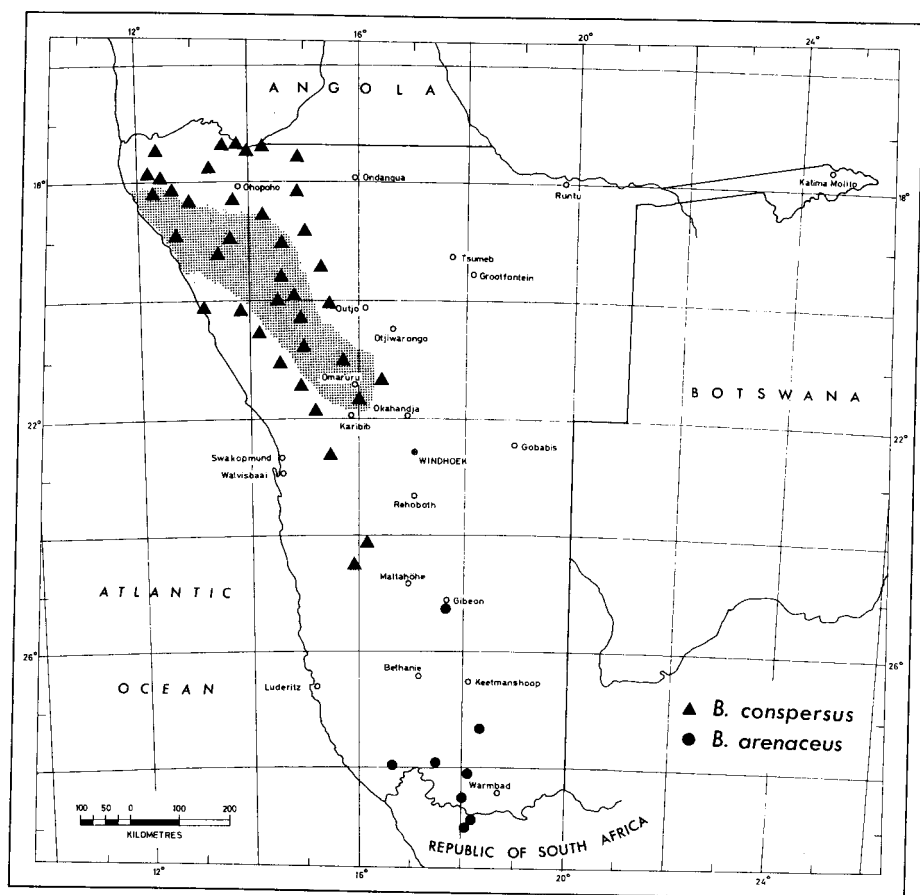 12° 16° 20° 24°
ANGOLA
18° 18°
Ohopoho
Ondangua
Runtu
Katima Molilo
Tsumeb
Grootfontein
Outjo
Otjiwarongo
Omaruru
Okahandja
Karibib
BOTSWANA
22° 22°
Swakopmund
Walvisbaai
WINDHOEK
Gobabis
Rehoboth
ATLANTIC
OCEAN
Maltahöhe
Gibeon
26° 26°
Bethanie
Keetmanshoop
Luderitz
B. conspersus
B. arenaceus
Warmbad
100 50 0 100 200
KILOMETRES
REPUBLIC OF SOUTH AFRICA
12° 16° 20° 24°